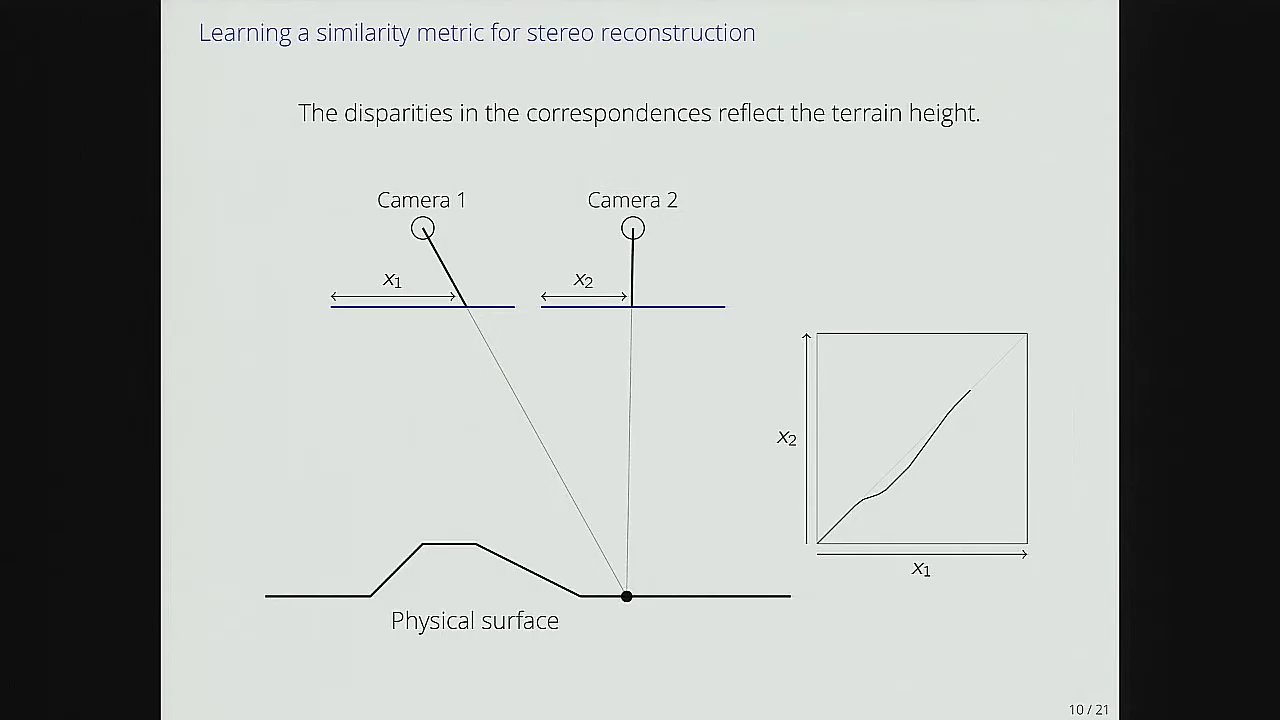 Learning a similarity metric for stereo reconstruction
The disparities in the correspondences reflect the terrain height.
Camera 1
Camera 2
x1
x2
x2
x1
Physical surface
10 / 21